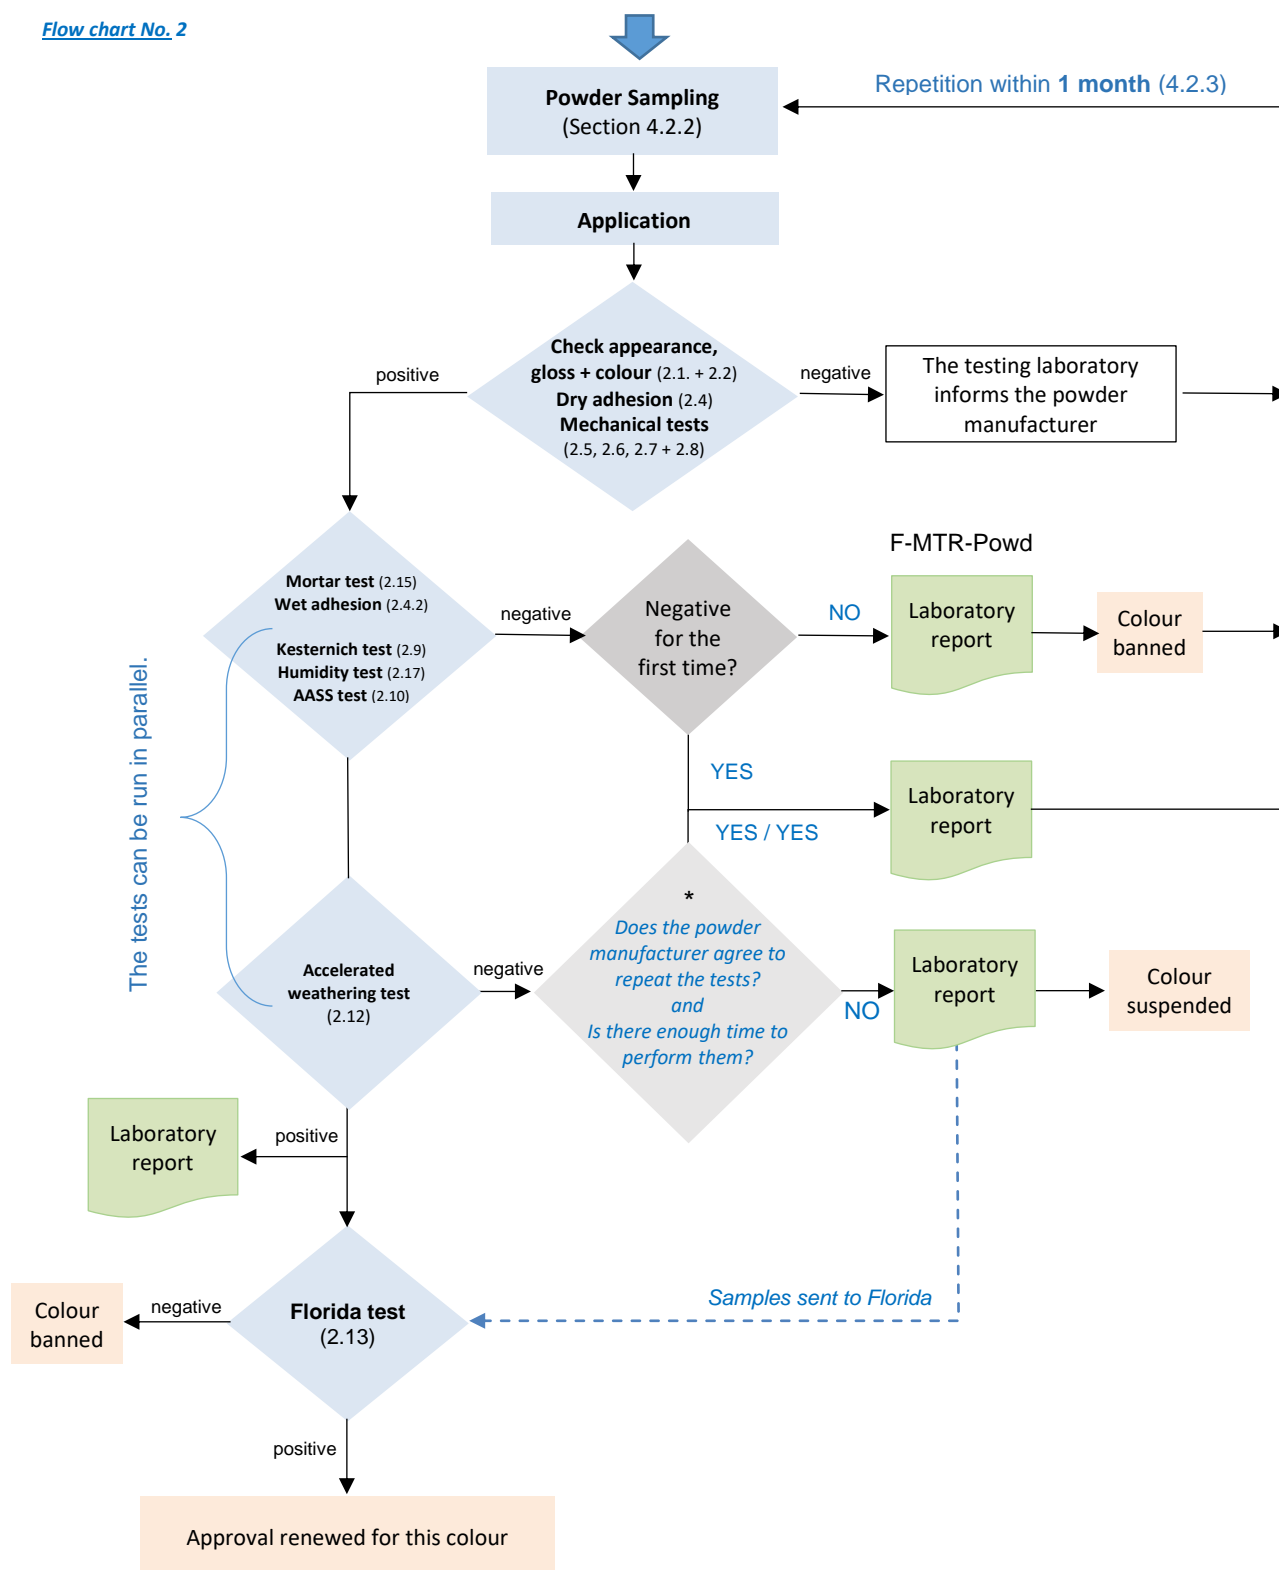 Flow chart No. 2
Repetition within 1 month (4.2.3)
Powder Sampling
(Section 4.2.2)
Application
Check appearance,
gloss + colour (2.1. + 2.2)
Dry adhesion (2.4)
Mechanical tests
(2.5, 2.6, 2.7 + 2.8)
positive
negative
The testing laboratory
informs the powder
manufacturer
Mortar test (2.15)
Wet adhesion (2.4.2)
Kesternich test (2.9)
Humidity test (2.17)
AASS test (2.10)
negative
Negative
for the
first time?
NO
F-MTR-Powd
Laboratory
report
Colour
banned
The tests can be run in parallel.
YES
YES / YES
Laboratory
report
Accelerated
weathering test
(2.12)
negative
*
Does the powder
manufacturer agree to
repeat the tests?
and
Is there enough time to
perform them?
NO
Laboratory
report
Colour
suspended
Laboratory
report
positive
Samples sent to Florida
Florida test
(2.13)
negative
Colour
banned
positive
Approval renewed for this colour